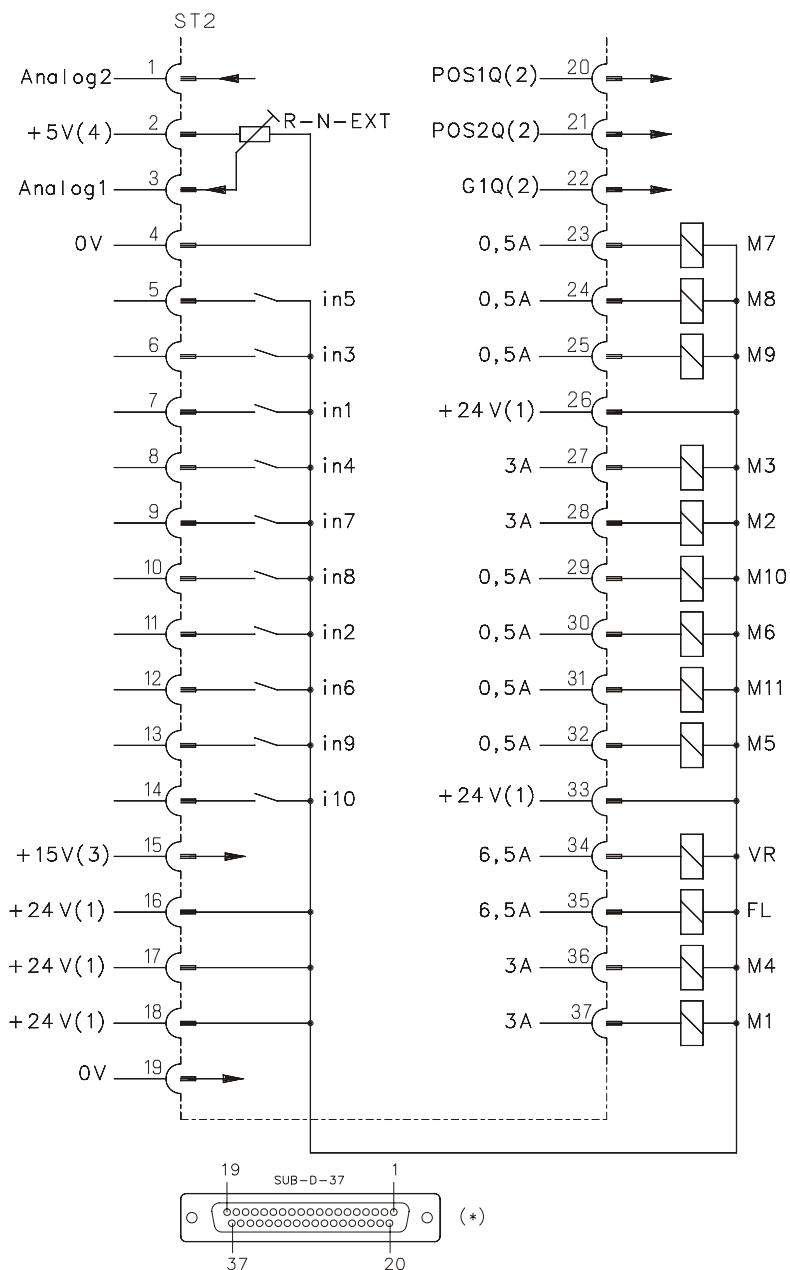 ST2
Analog2 1
+5V(4) 2 R-N-EXT
Analog1 3
0V 4
5 in5
6 in3
7 in1
8 in4
9 in7
10 in8
11 in2
12 in6
13 in9
14 i10
+15V(3) 15
+24V(1) 16
+24V(1) 17
+24V(1) 18
0V 19
POS1Q(2) 20
POS2Q(2) 21
G1Q(2) 22
0,5A 23 M7
0,5A 24 M8
0,5A 25 M9
+24V(1) 26
3A 27 M3
3A 28 M2
0,5A 29 M10
0,5A 30 M6
0,5A 31 M11
0,5A 32 M5
+24V(1) 33
6,5A 34 VR
6,5A 35 FL
3A 36 M4
3A 37 M1
19 SUB-D-37 1
(*)
37 20